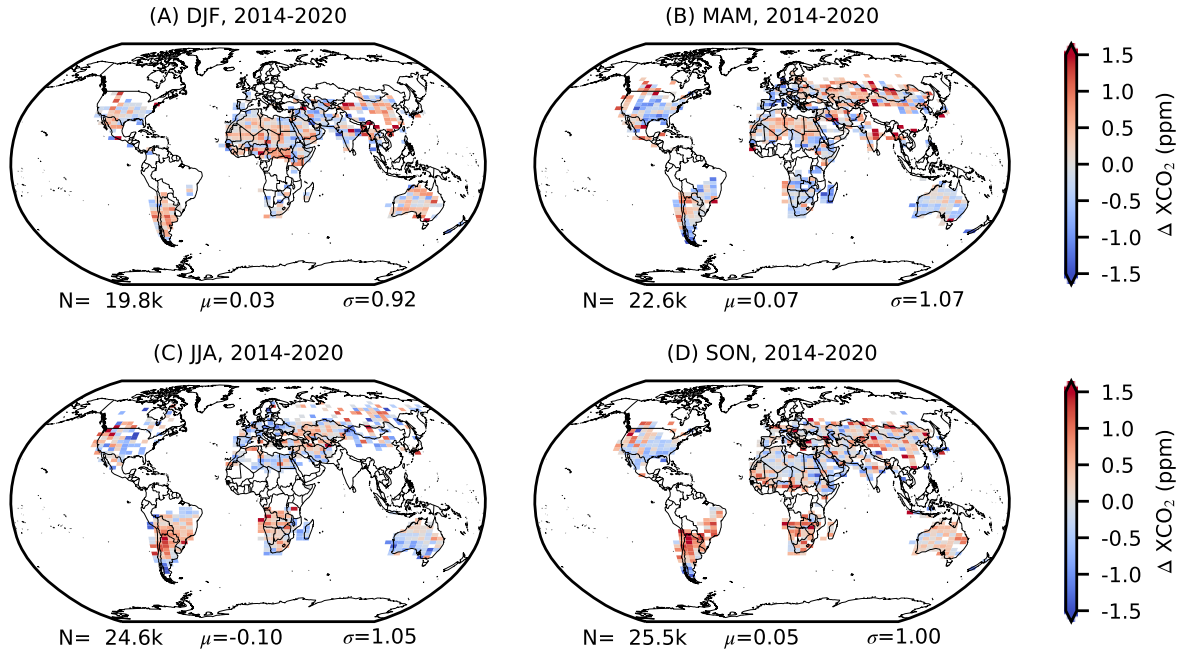 (A) DJF, 2014-2020
(B) MAM, 2014-2020
1.5
1.0
0.5
0.0
-0.5
-1.0
-1.5
Δ XCO₂ (ppm)
N= 19.8k μ=0.03 σ=0.92
N= 22.6k μ=0.07 σ=1.07
(C) JJA, 2014-2020
(D) SON, 2014-2020
1.5
1.0
0.5
0.0
-0.5
-1.0
-1.5
Δ XCO₂ (ppm)
N= 24.6k μ=-0.10 σ=1.05
N= 25.5k μ=0.05 σ=1.00